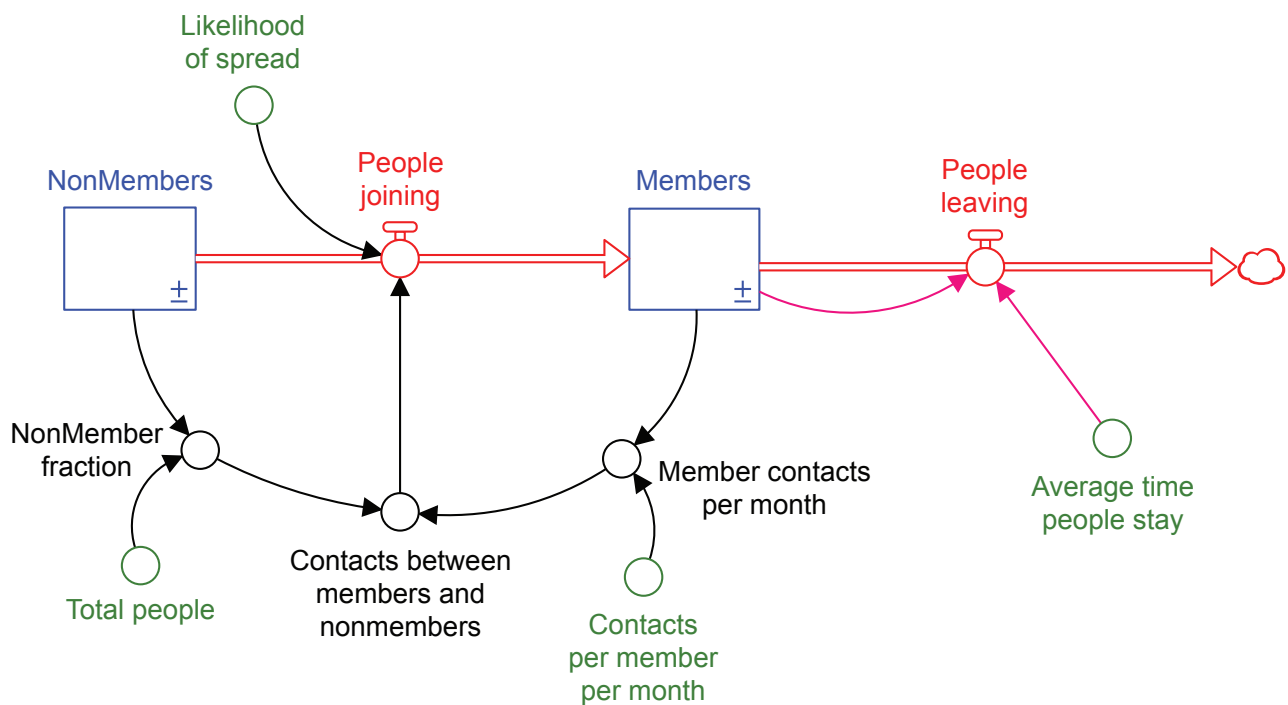 Likelihood
of spread
NonMembers
People
joining
Members
People
leaving
±
±
NonMember
fraction
Member contacts
per month
Average time
people stay
Total people
Contacts between
members and
nonmembers
Contacts
per member
per month